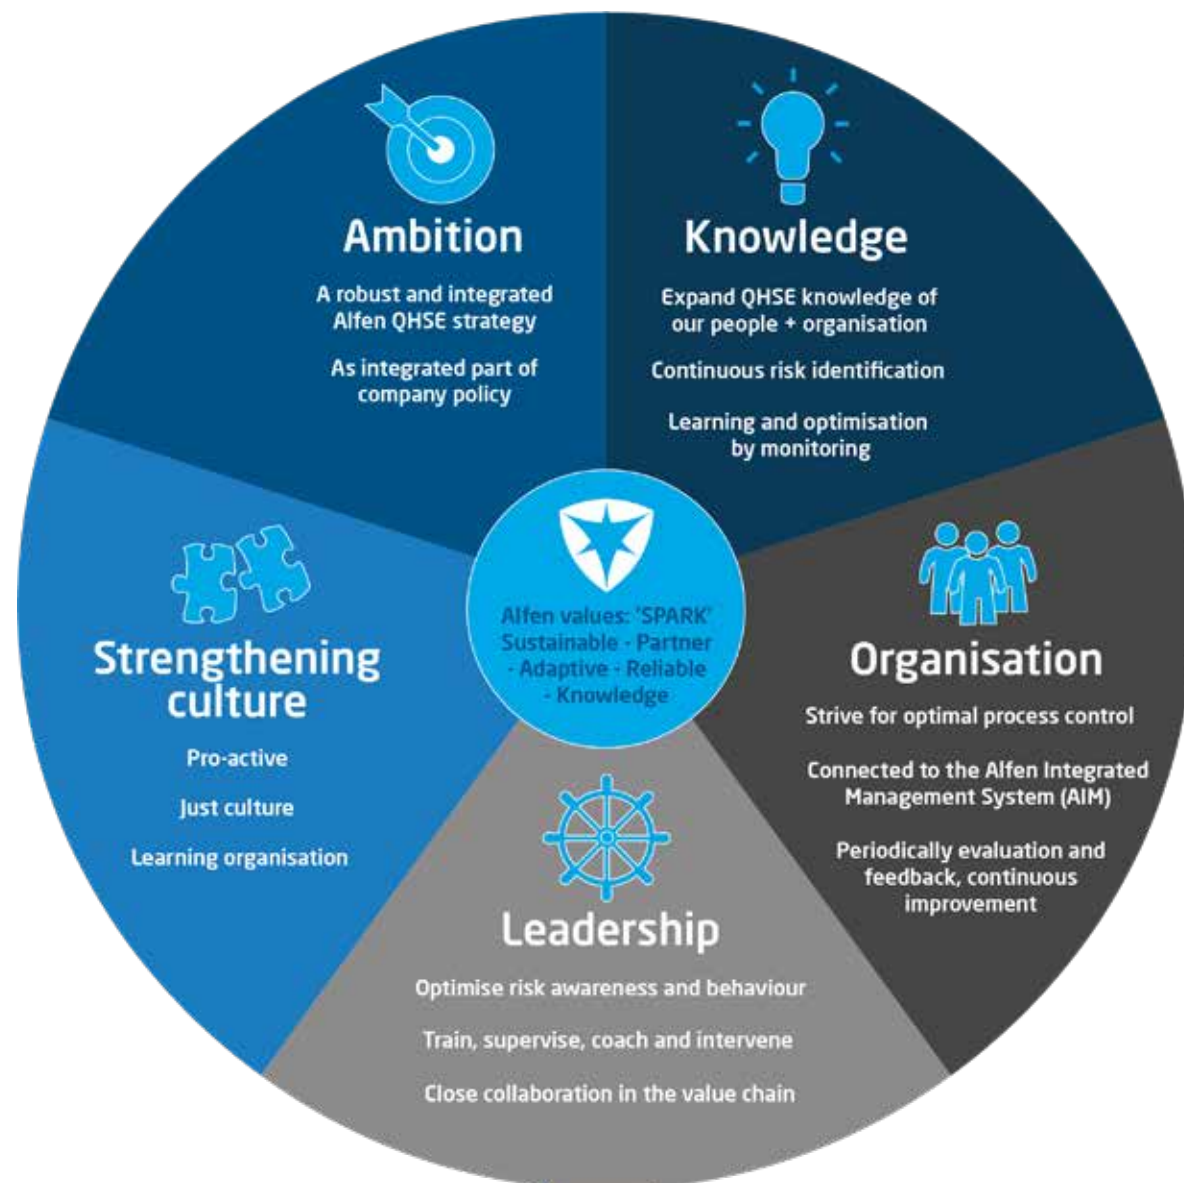 Ambition
A robust and integrated
Alfen QHSE strategy
As integrated part of
company policy
Knowledge
Expand QHSE knowledge of
our people + organisation
Continuous risk identification
Learning and optimisation
by monitoring
Strengthening
culture
Pro-active
Just culture
Learning organisation
Alfen values: 'SPARK'
Sustainable - Partner
- Adaptive - Reliable
- Knowledge
Organisation
Strive for optimal process control
Connected to the Alfen Integrated
Management System (AIM)
Periodically evaluation and
feedback, continuous
improvement
Leadership
Optimise risk awareness and behaviour
Train, supervise, coach and intervene
Close collaboration in the value chain